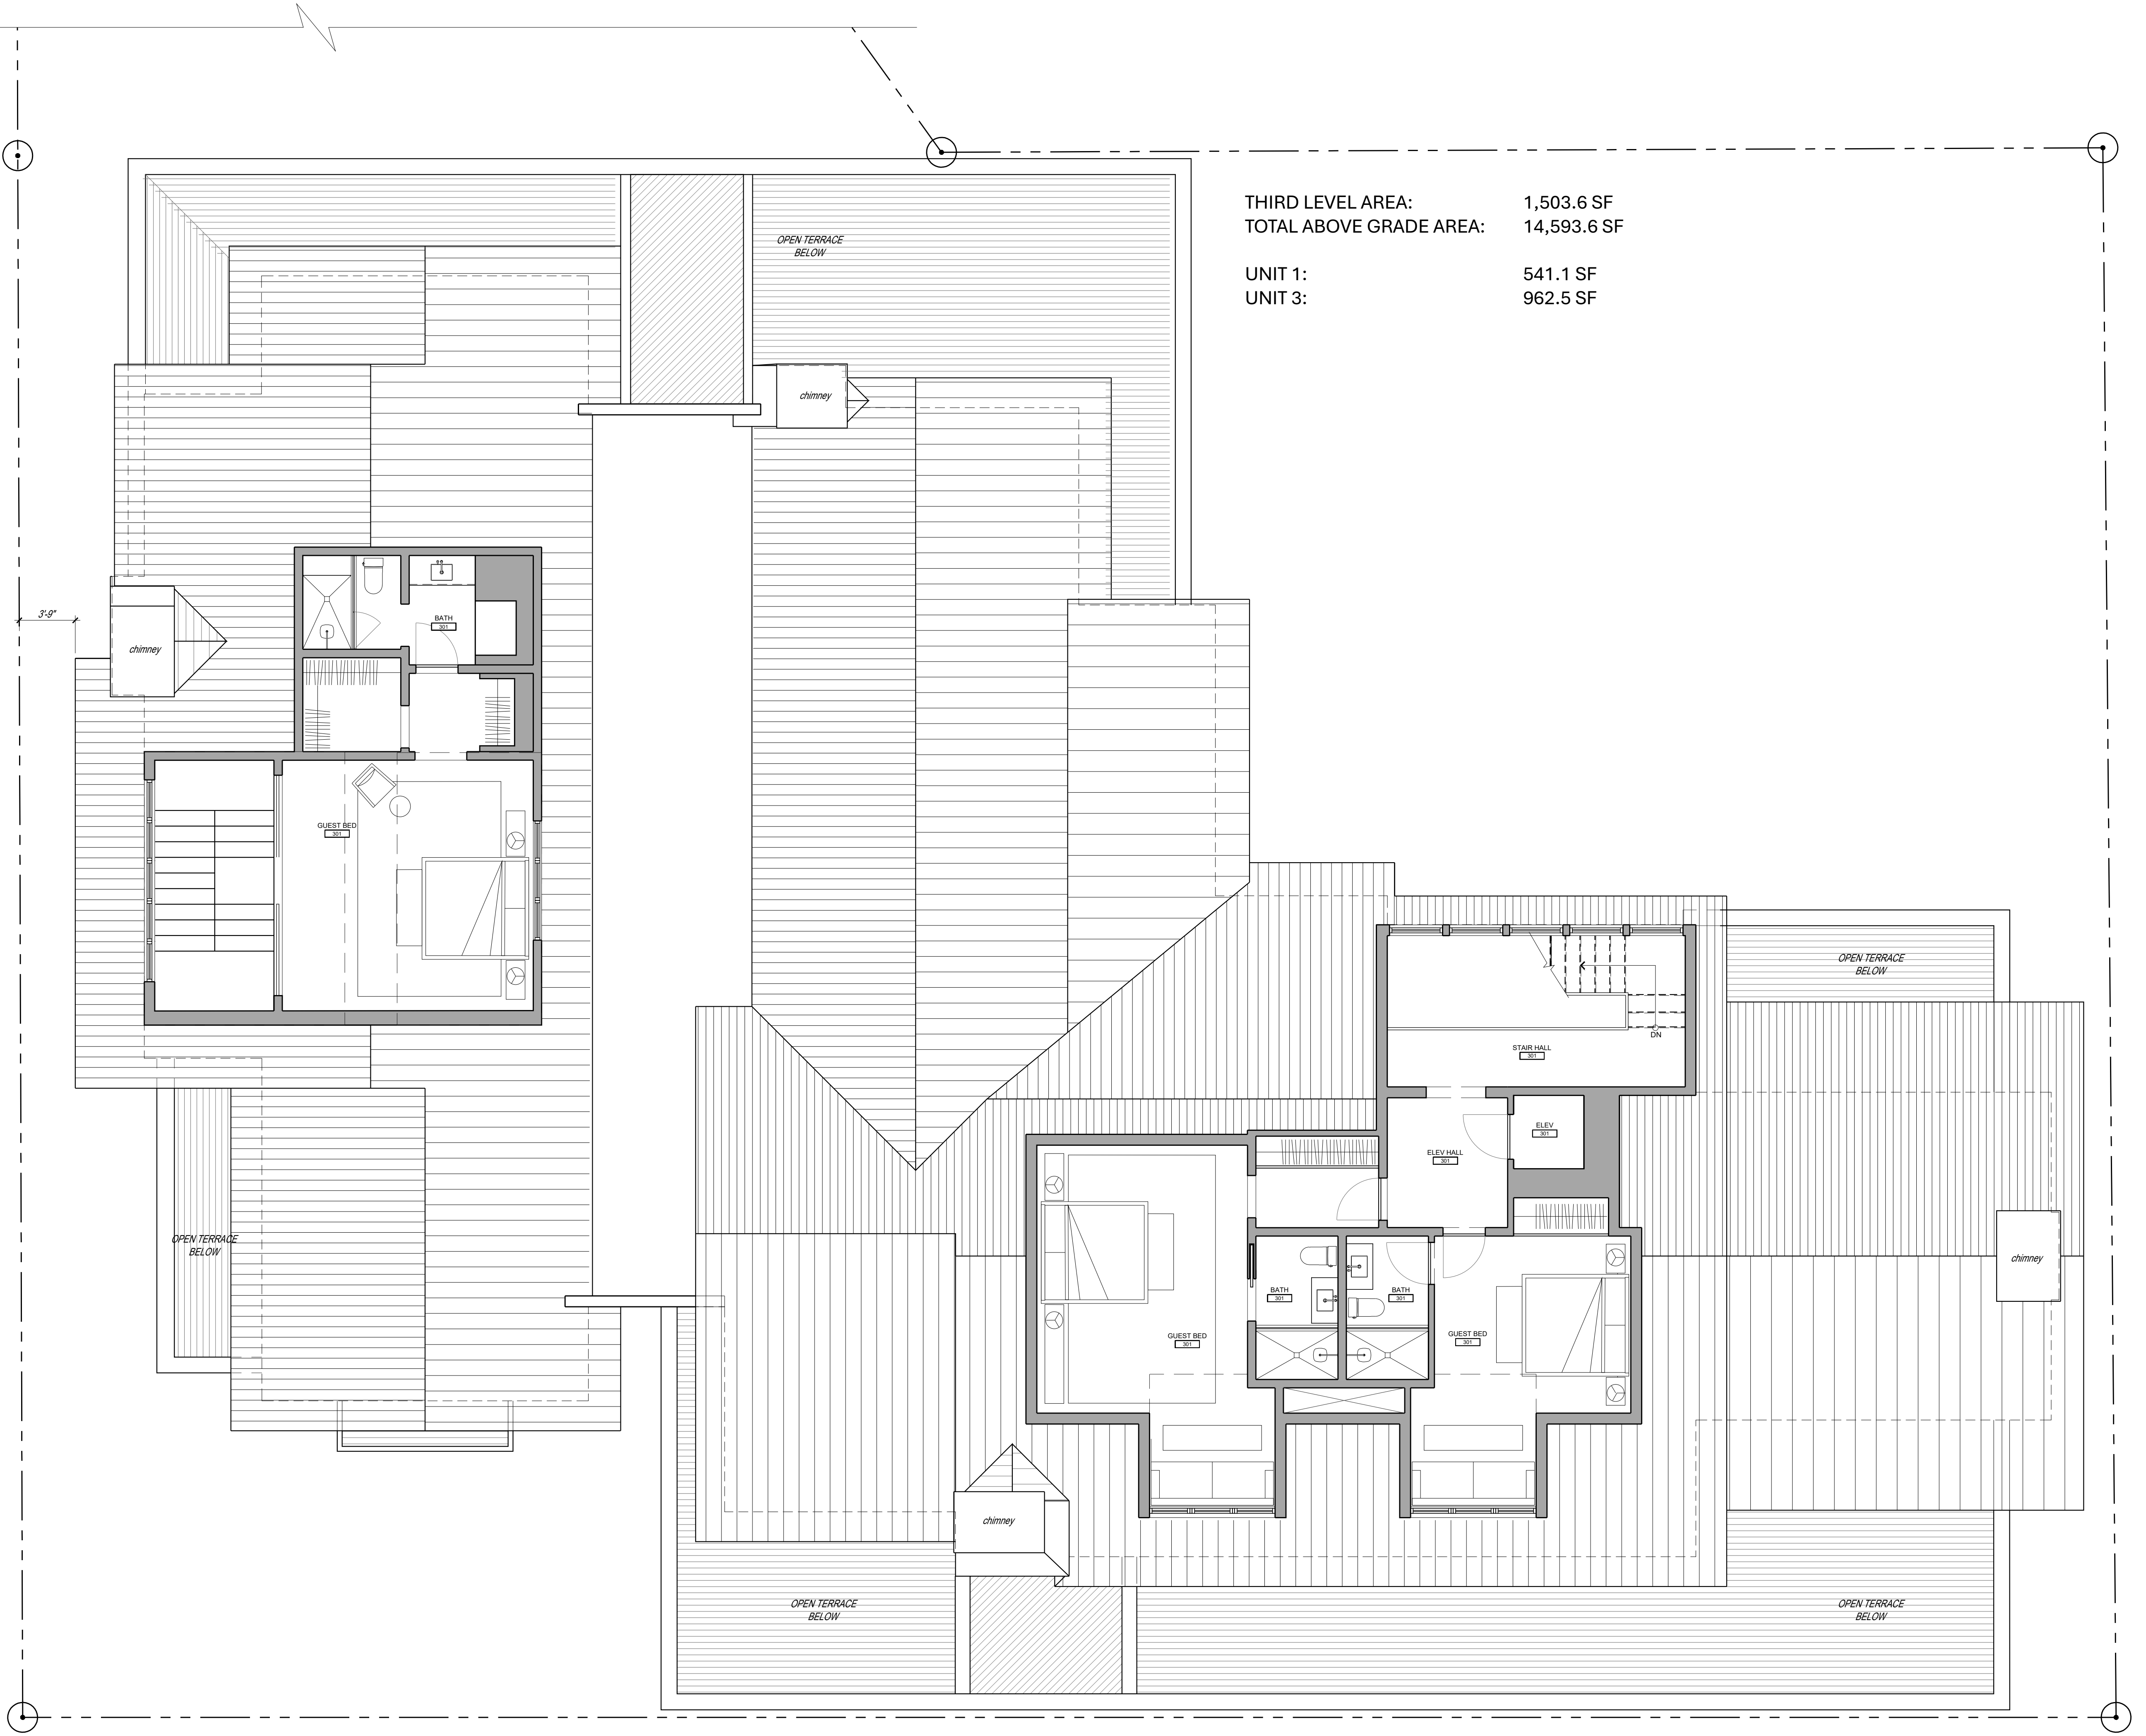 THIRD LEVEL AREA: 1,503.6 SF
TOTAL ABOVE GRADE AREA: 14,593.6 SF
UNIT 1: 541.1 SF
UNIT 3: 962.5 SF
OPEN TERRACE
BELOW
chimney
3'-9"
chimney
BATH
301
GUEST BED
301
OPEN TERRACE
BELOW
DN
STAIR HALL
301
ELEV
301
ELEV HALL
301
OPEN TERRACE
BELOW
chimney
BATH
301
BATH
301
GUEST BED
301
GUEST BED
301
chimney
OPEN TERRACE
BELOW
OPEN TERRACE
BELOW